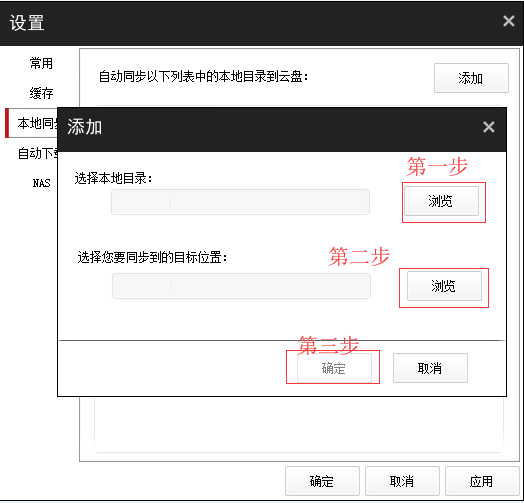 设置
常用
缓存
本地同
自动下
NAS
自动同步以下列表中的本地目录到云盘：
添加
添加
选择本地目录：
第一步
浏览
选择您要同步到的目标位置：
第二步
浏览
第三步
确定
取消
确定
取消
应用